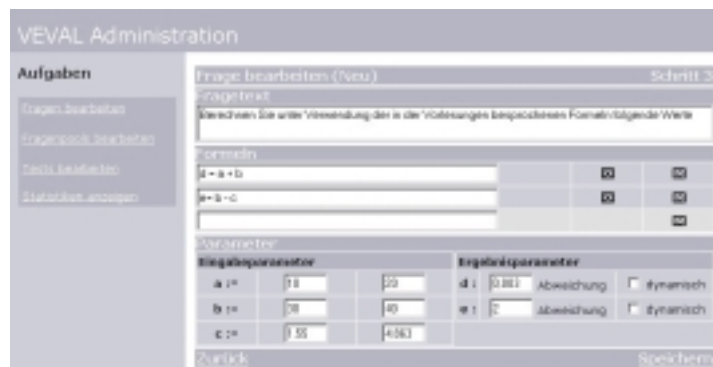 VEVAL Administration
Aufgaben
Fragen bearbeiten
Fragenpools bearbeiten
Tests bearbeiten
Statistiken anzeigen
Frage bearbeiten (Neu) Schritt 3
Fragetext
Berechnen Sie unter Verwendung der in der Vorlesungen besprochenen Formeln folgende Werte
Formeln
d = a + b
e = b - c
Parameter
Eingabeparameter Ergebnisparameter
a := 10 20 d : 0.003 Abweichung dynamisch
b := 30 40 e : 2 Abweichung dynamisch
c := 1.55 4.063
Zurück Speichern